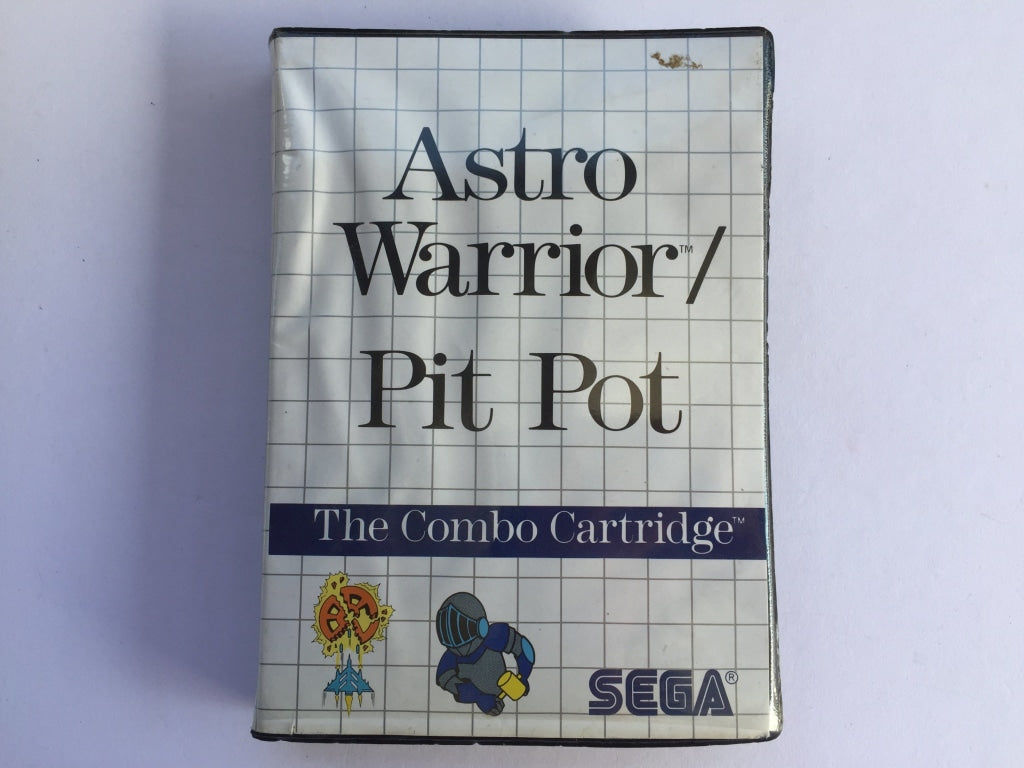 Astro
Warrior™/
Pit Pot
The Combo Cartridge™
SEGA®